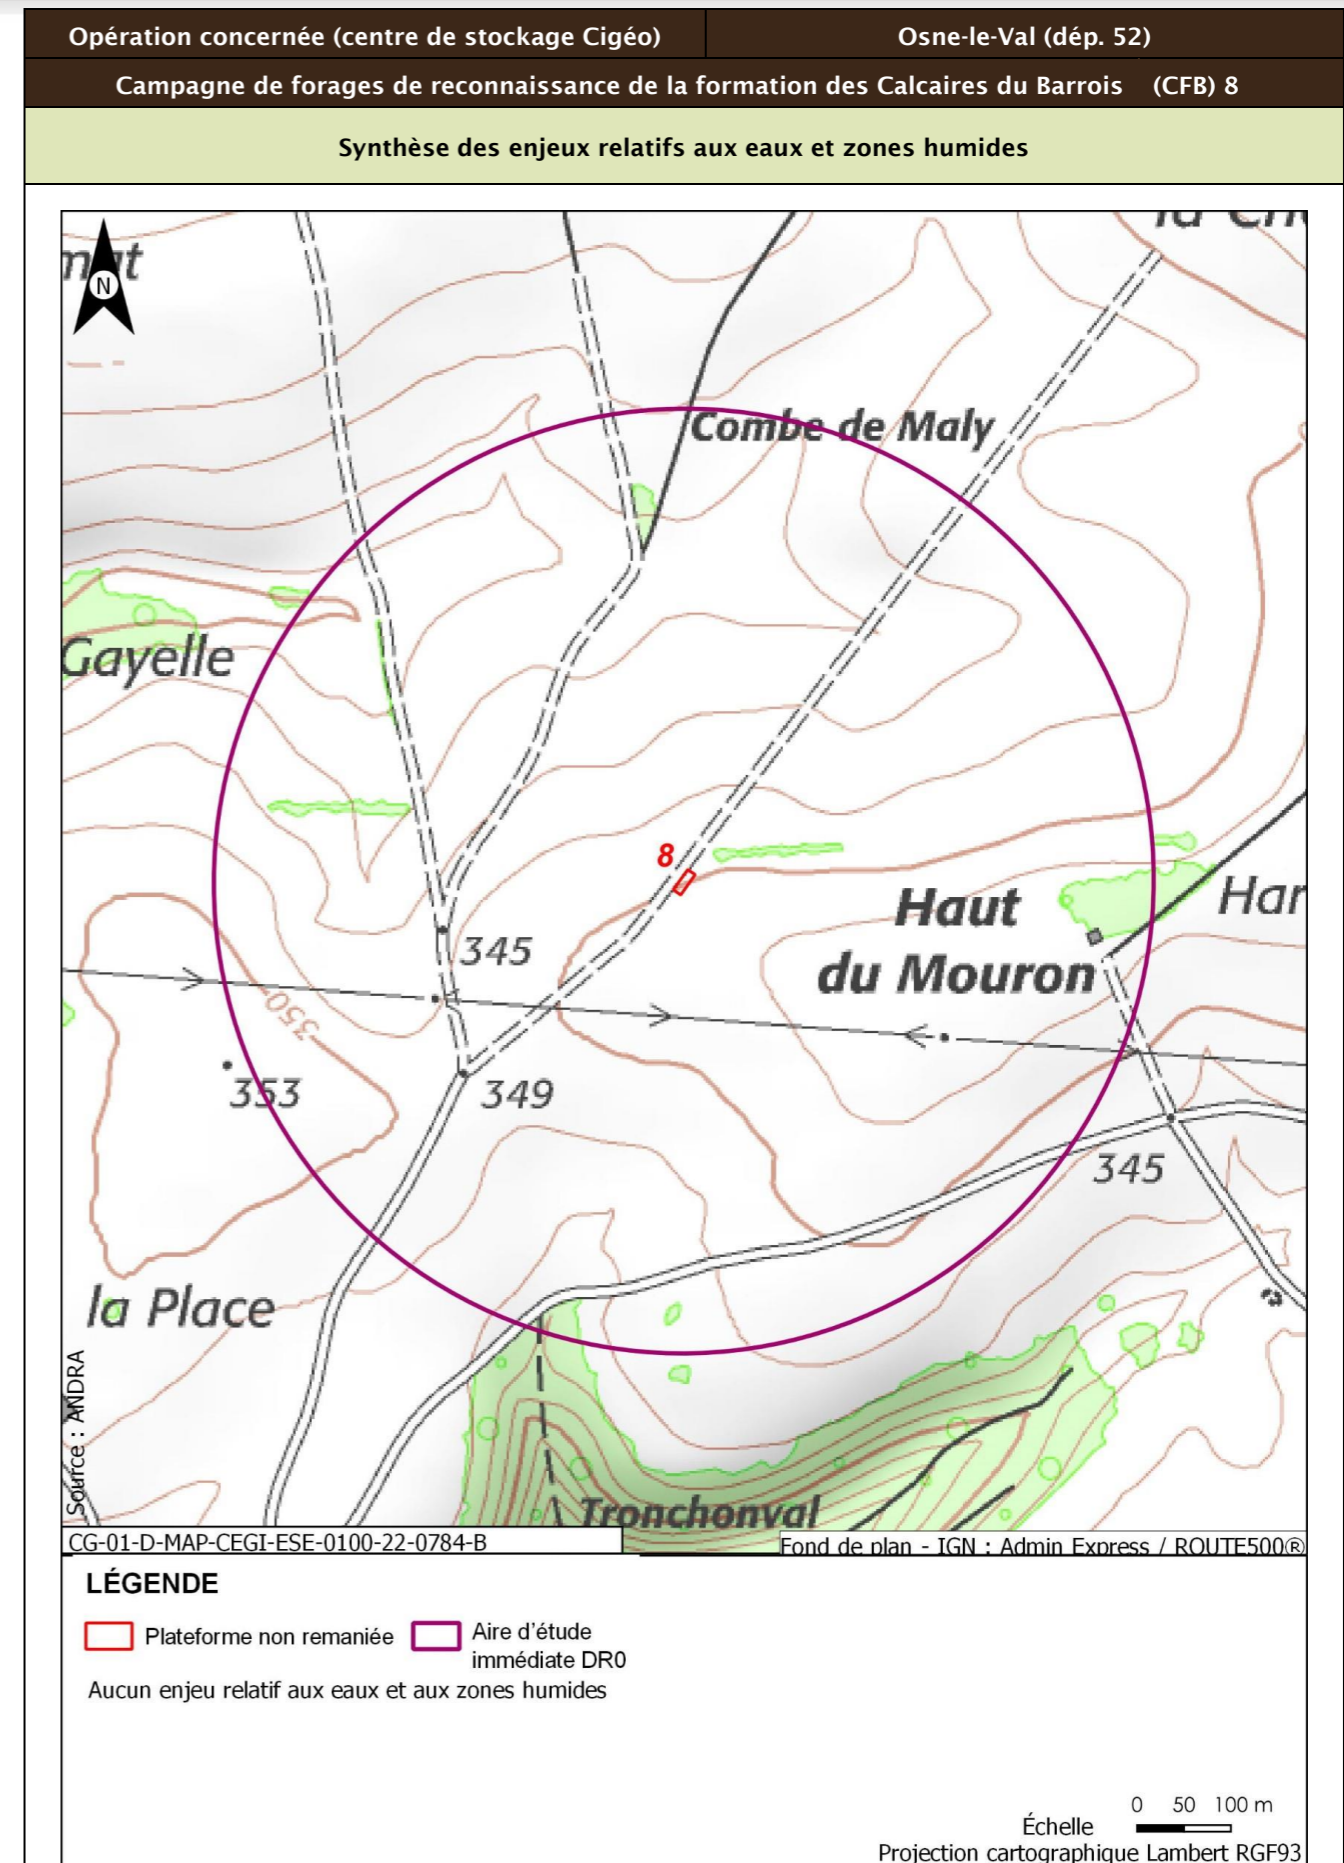 Opération concernée (centre de stockage Cigéo) Osne-le-Val (dép. 52)
Campagne de forages de reconnaissance de la formation des Calcaires du Barrois (CFB) 8
Synthèse des enjeux relatifs aux eaux et zones humides
N
Combe de Maly
Gayelle
8
Haut
du Mouron
Har
345
350
353
349
345
la Place
Source : ANDRA
Tronchonval
CG-01-D-MAP-CEGI-ESE-0100-22-0784-B
Fond de plan - IGN : Admin Express / ROUTE500®
LÉGENDE
Plateforme non remaniée
Aire d'étude
immédiate DR0
Aucun enjeu relatif aux eaux et aux zones humides
0 50 100 m
Échelle
Projection cartographique Lambert RGF93